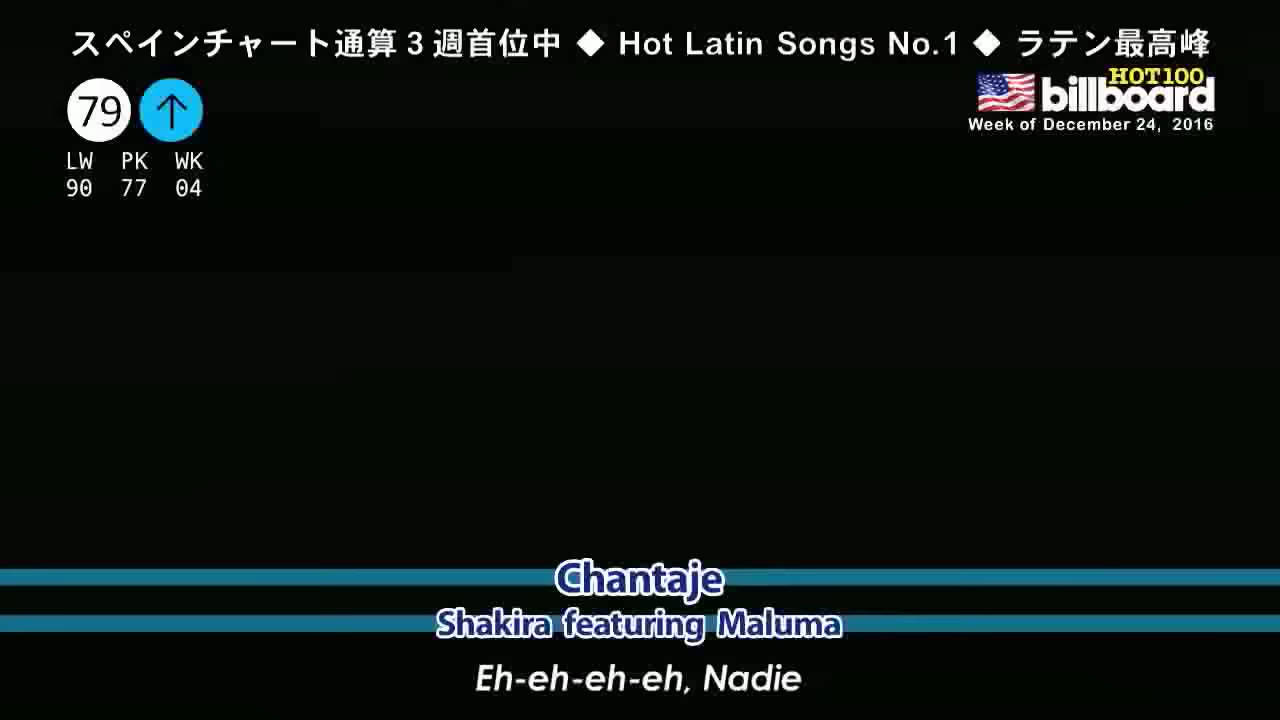 スペインチャート通算3週首位中 ◆ Hot Latin Songs No.1 ◆ ラテン最高峰
79 ↑
HOT100
billboard
Week of December 24, 2016
LW PK WK
90 77 04
Chantaje
Shakira featuring Maluma
Eh-eh-eh-eh, Nadie